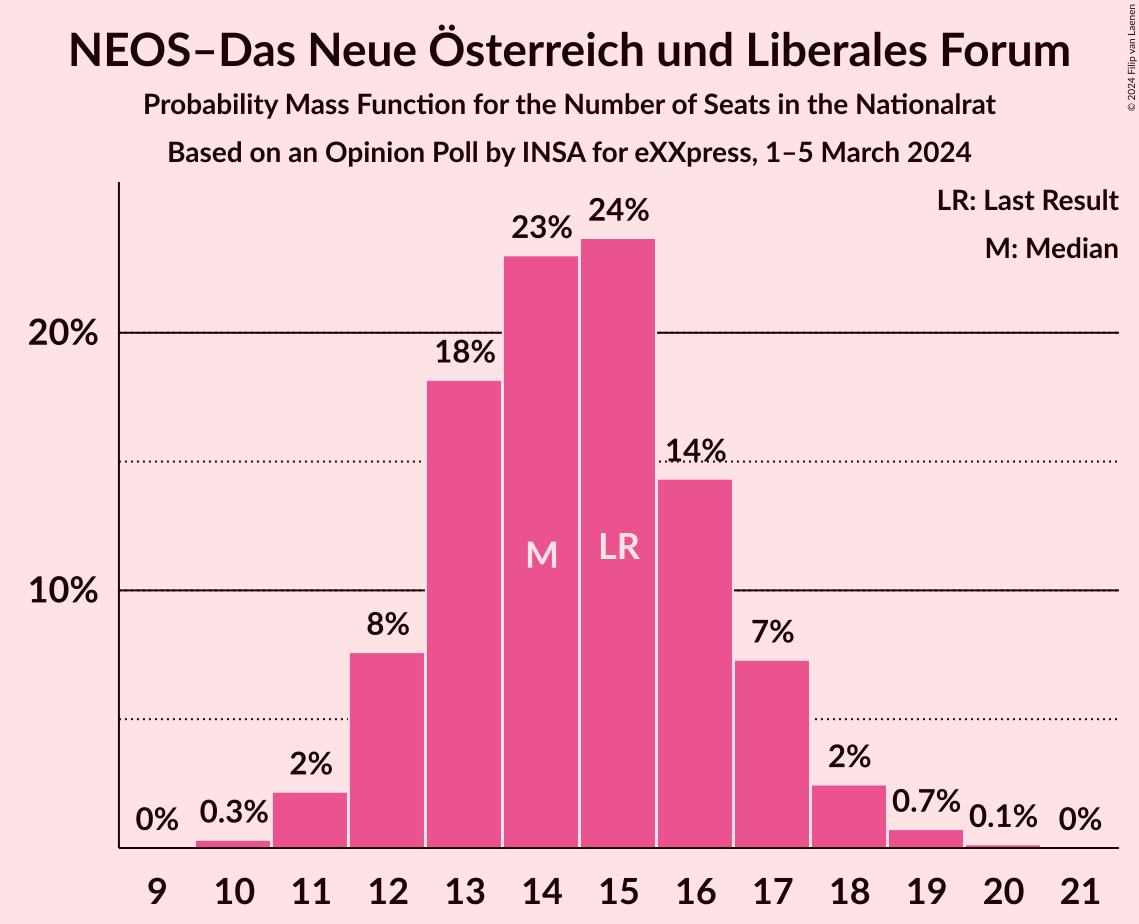 NEOS–Das Neue Österreich und Liberales Forum
Probability Mass Function for the Number of Seats in the Nationalrat
Based on an Opinion Poll by INSA for eXXpress, 1–5 March 2024
© 2024 Filip van Laenen
LR: Last Result
M: Median
20%
10%
0%
0.3%
2%
8%
18%
23%
24%
14%
7%
2%
0.7%
0.1%
0%
M
LR
9 10 11 12 13 14 15 16 17 18 19 20 21